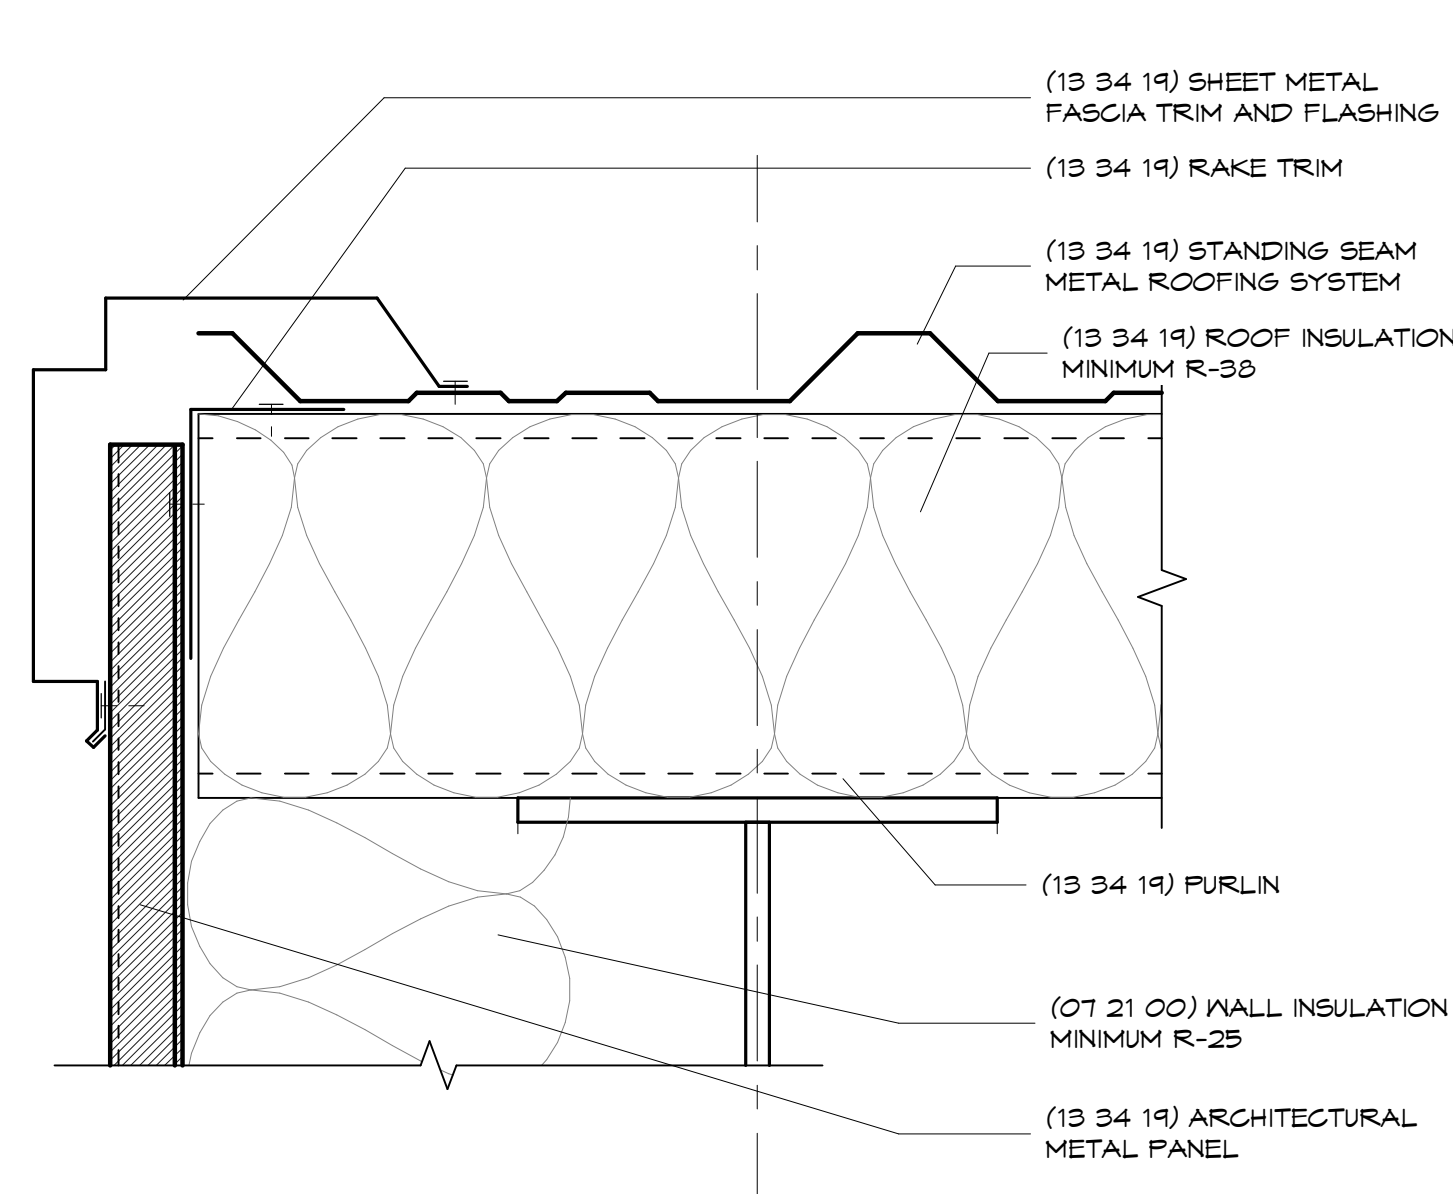 (13 34 19) SHEET METAL
FASCIA TRIM AND FLASHING
(13 34 19) RAKE TRIM
(13 34 19) STANDING SEAM
METAL ROOFING SYSTEM
(13 34 19) ROOF INSULATION
MINIMUM R-38
(13 34 19) PURLIN
(07 21 00) WALL INSULATION
MINIMUM R-25
(13 34 19) ARCHITECTURAL
METAL PANEL